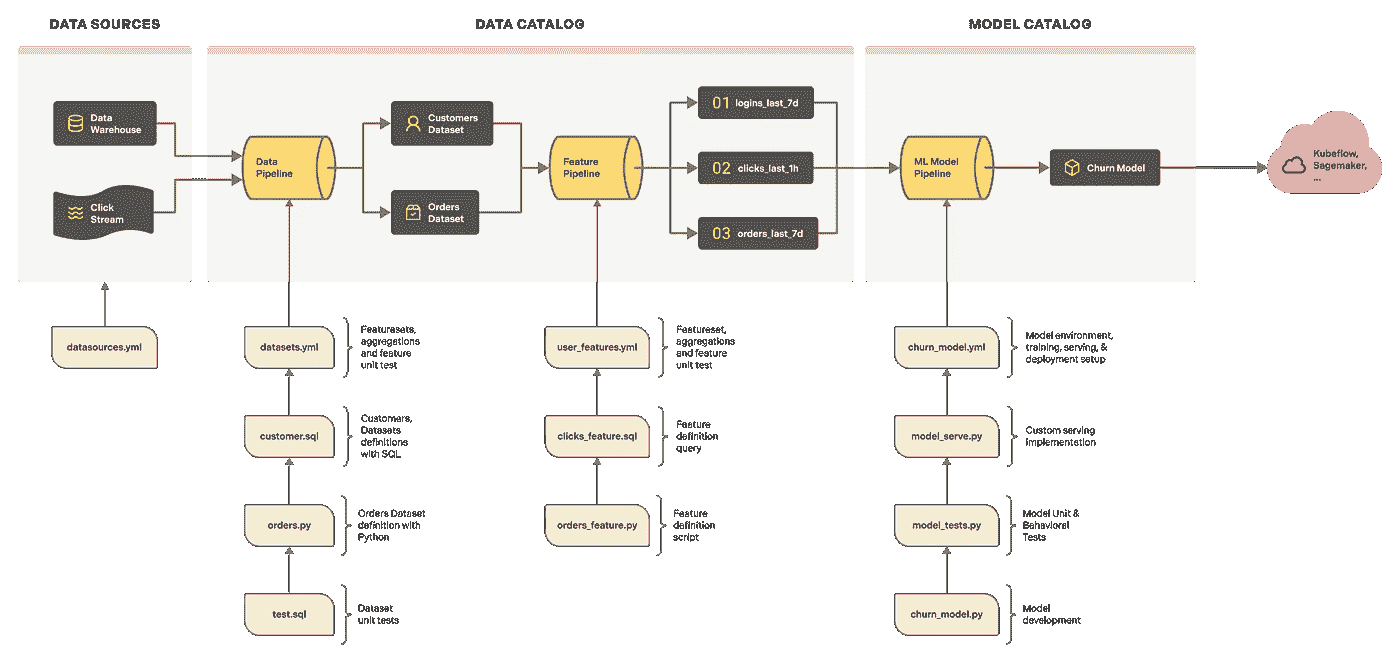 DATA SOURCES
DATA CATALOG
MODEL CATALOG
Data
Warehouse
Click
Stream
Data
Pipeline
Customers
Dataset
Orders
Dataset
Feature
Pipeline
01 logins_last_7d
02 clicks_last_1h
03 orders_last_7d
ML Model
Pipeline
Churn Model
Kubeflow,
Sagemaker,
...
datasources.yml
datasets.yml
Featuresets,
aggregations
and feature
unit test
customer.sql
Customers,
Datasets
definitions
with SQL
orders.py
Orders Dataset
definition with
Python
test.sql
Dataset
unit tests
user_features.yml
Featureset,
aggregations
and feature
unit test
clicks_feature.sql
Feature
definition
query
orders_feature.py
Feature
definition
script
churn_model.yml
Model environment,
training, serving, &
deployment setup
model_serve.py
Custom serving
implementation
model_tests.py
Model Unit &
Behavioral
Tests
churn_model.py
Model
development